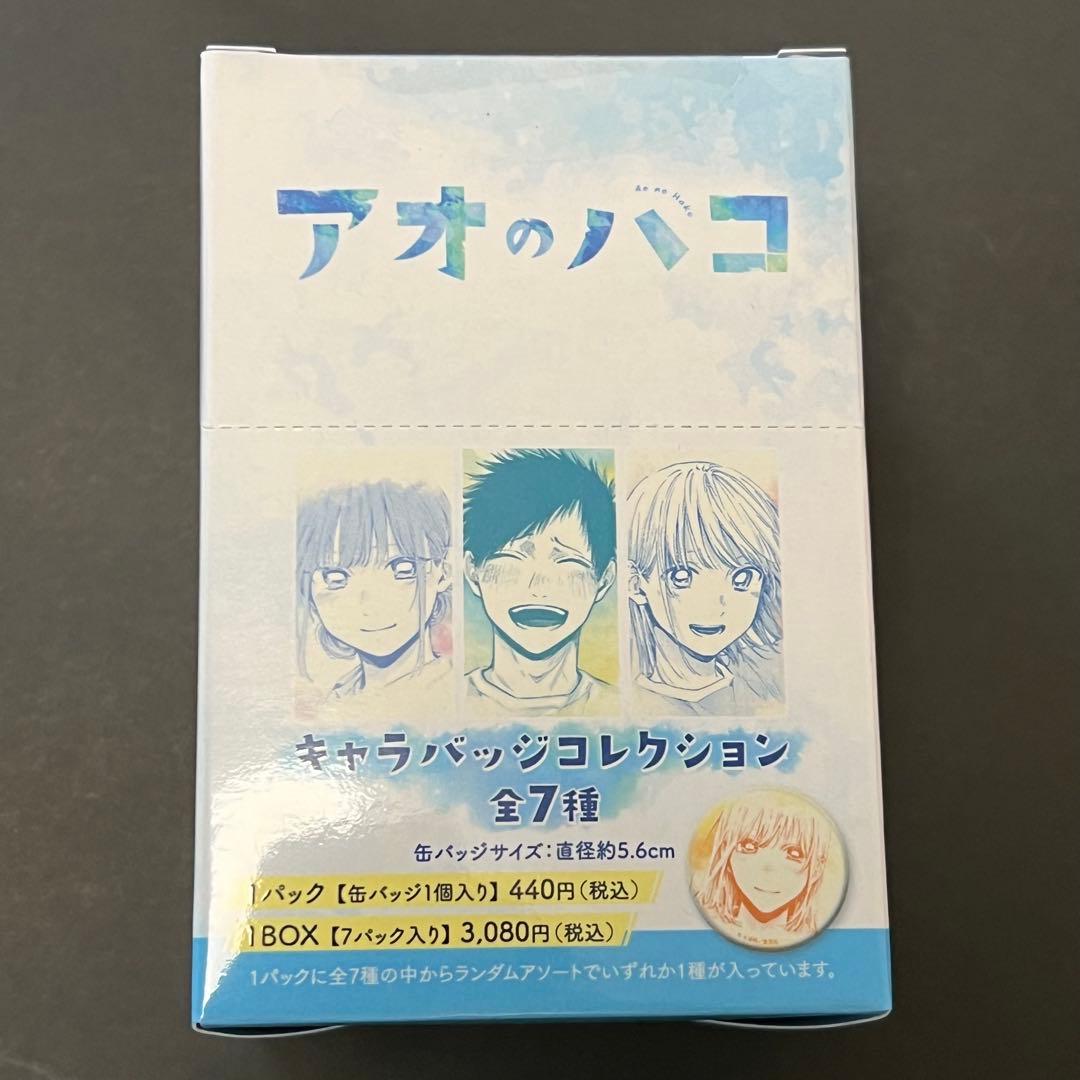 Ao no Hako
アオのハコ
キャラバッジコレクション
全7種
缶バッジサイズ:直径約5.6cm
1パック【缶バッジ1個入り】440円(税込)
1BOX【7パック入り】3,080円(税込)
1パックに全7種の中からランダムアソートでいずれか1種が入っています。